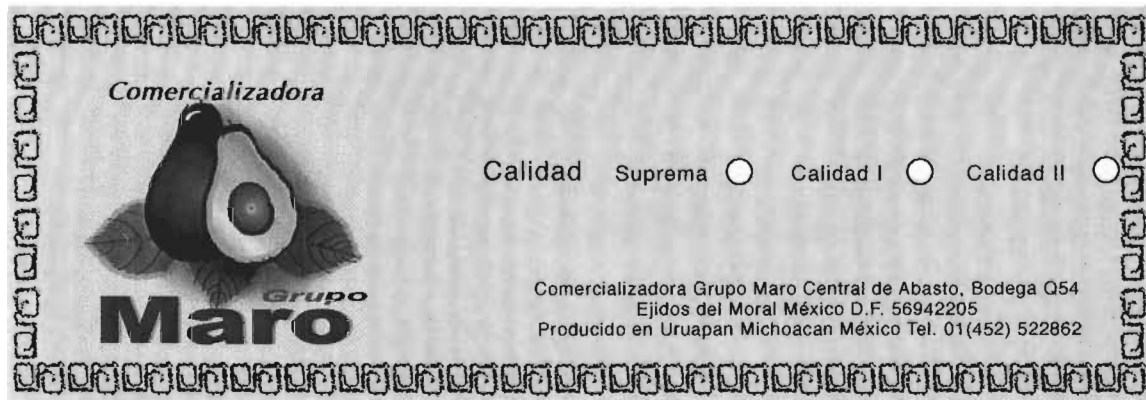 Comercializadora
Grupo
Maro
Calidad Suprema Calidad I Calidad II
Comercializadora Grupo Maro Central de Abasto, Bodega Q54
Ejidos del Moral México D.F. 56942205
Producido en Uruapan Michoacan México Tel. 01(452) 522862